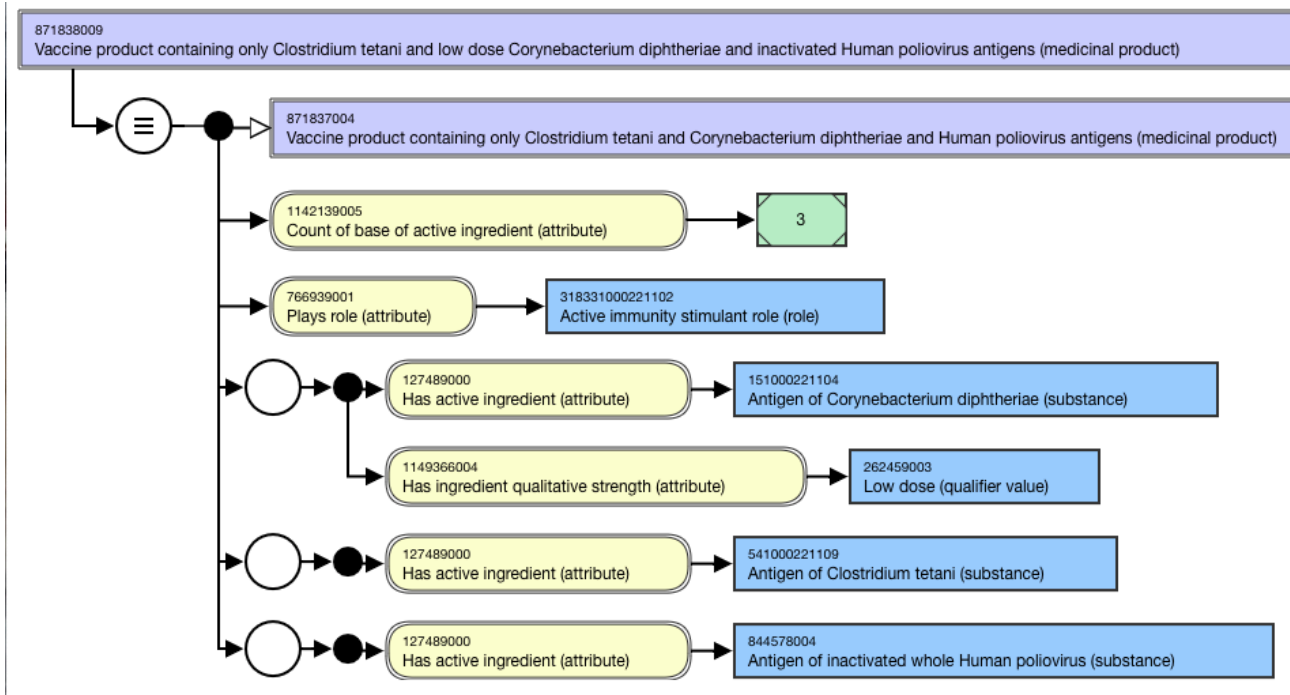 871838009
Vaccine product containing only Clostridium tetani and low dose Corynebacterium diphtheriae and inactivated Human poliovirus antigens (medicinal product)
871837004
Vaccine product containing only Clostridium tetani and Corynebacterium diphtheriae and Human poliovirus antigens (medicinal product)
1142139005
Count of base of active ingredient (attribute)
3
766939001
Plays role (attribute)
318331000221102
Active immunity stimulant role (role)
127489000
Has active ingredient (attribute)
151000221104
Antigen of Corynebacterium diphtheriae (substance)
1149366004
Has ingredient qualitative strength (attribute)
262459003
Low dose (qualifier value)
127489000
Has active ingredient (attribute)
541000221109
Antigen of Clostridium tetani (substance)
127489000
Has active ingredient (attribute)
844578004
Antigen of inactivated whole Human poliovirus (substance)